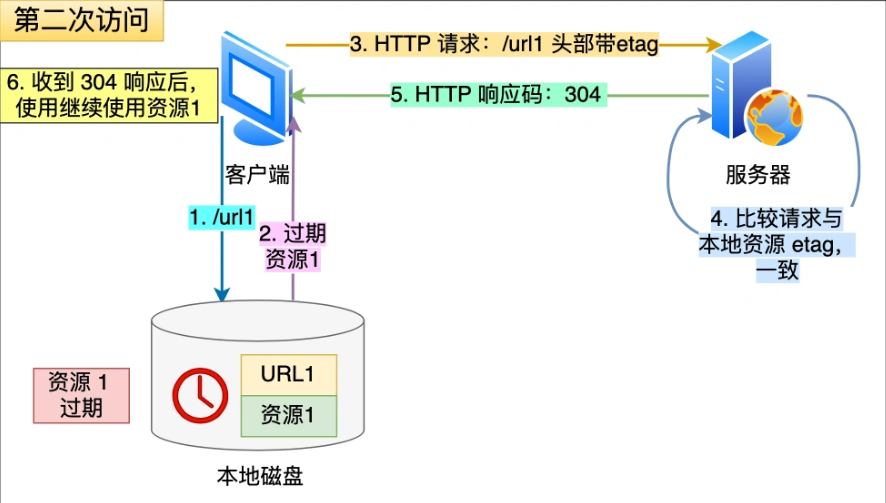 第二次访问
3. HTTP 请求：/url1 头部带etag
6. 收到 304 响应后，
使用继续使用资源1
5. HTTP 响应码：304
客户端
服务器
1. /url1
2. 过期
资源1
4. 比较请求与
本地资源 etag，
一致
资源 1
过期
URL1
资源1
本地磁盘